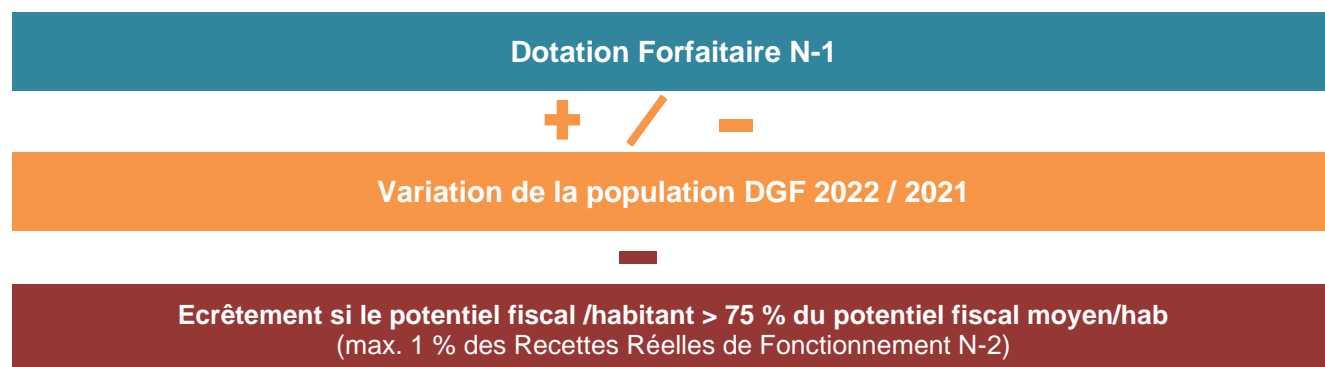 Dotation Forfaitaire N-1
+ / -
Variation de la population DGF 2022 / 2021
-
Ecrêtement si le potentiel fiscal /habitant > 75 % du potentiel fiscal moyen/hab
(max. 1 % des Recettes Réelles de Fonctionnement N-2)